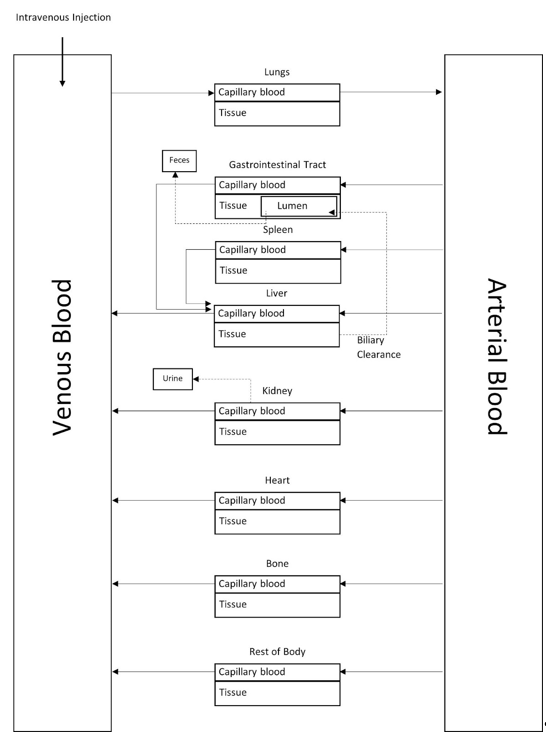 Intravenous Injection
Lungs
Capillary blood
Tissue
Feces
Gastrointestinal Tract
Capillary blood
Tissue
Lumen
Spleen
Capillary blood
Tissue
Liver
Capillary blood
Tissue
Biliary
Clearance
Urine
Kidney
Capillary blood
Tissue
Heart
Capillary blood
Tissue
Bone
Capillary blood
Tissue
Rest of Body
Capillary blood
Tissue
Venous Blood
Arterial Blood